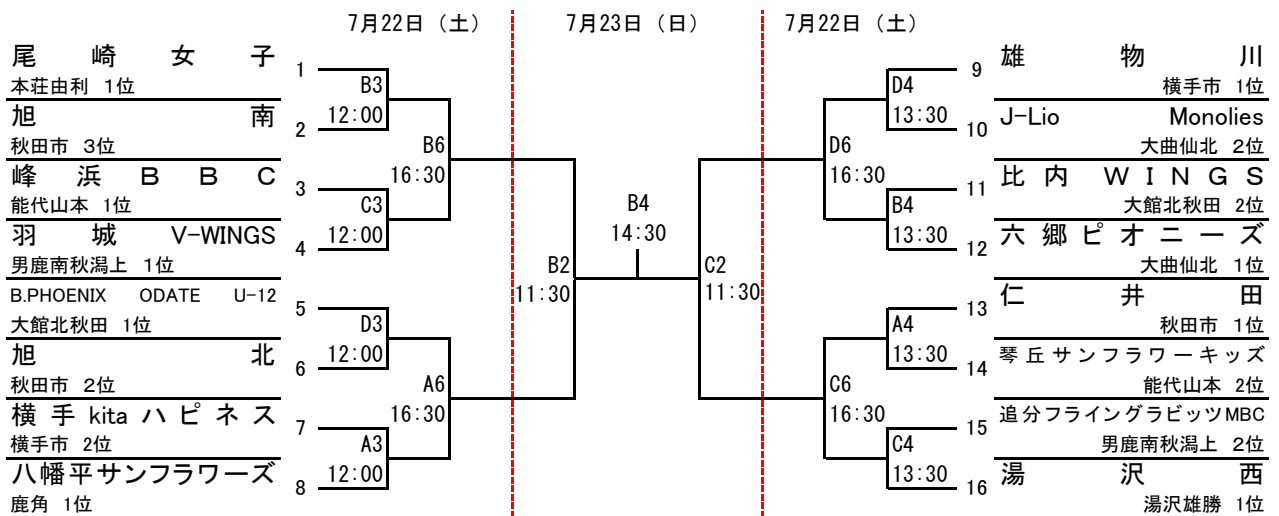 7月22日（土） 7月23日（日） 7月22日（土）
尾崎女子
本荘由利 1位
1
B3
12:00
旭南
秋田市 3位
2
B6
16:30
峰浜ＢＢＣ
能代山本 1位
3
C3
12:00
羽城 V-WINGS
男鹿南秋潟上 1位
4
B2
11:30
B.PHOENIX ODATE U-12
大館北秋田 1位
5
D3
12:00
旭北
秋田市 2位
6
A6
16:30
横手kitaハピネス
横手市 2位
7
A3
12:00
八幡平サンフラワーズ
鹿角 1位
8
B4
14:30
9
雄物川
横手市 1位
D4
13:30
10
J-Lio Monolies
大曲仙北 2位
D6
16:30
11
比内ＷＩＮＧＳ
大館北秋田 2位
B4
13:30
12
六郷ピオニーズ
大曲仙北 1位
C2
11:30
13
仁井田
秋田市 1位
A4
13:30
14
琴丘サンフラワーキッズ
能代山本 2位
C6
16:30
15
追分フライングラビッツMBC
男鹿南秋潟上 2位
C4
13:30
16
湯沢西
湯沢雄勝 1位